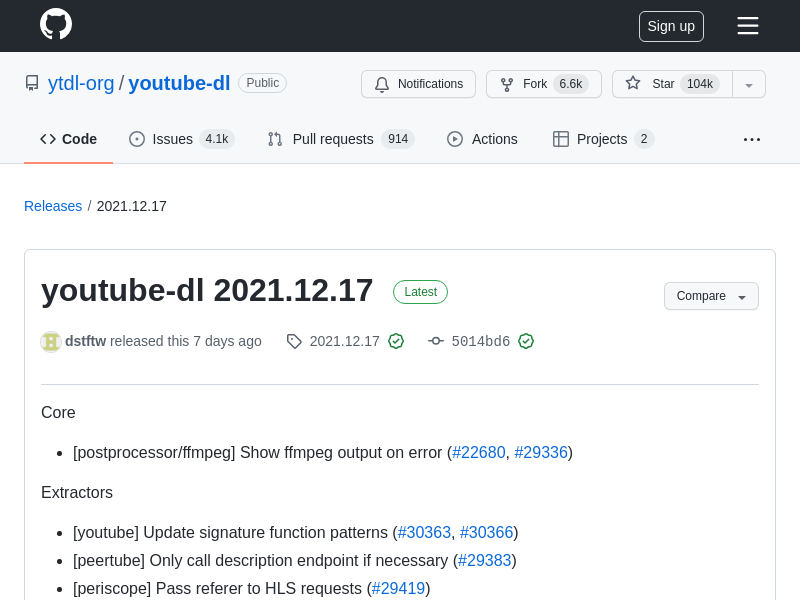 Sign up
ytdl-org / youtube-dl Public
Notifications Fork 6.6k Star 104k
Code Issues 4.1k Pull requests 914 Actions Projects 2 ...
Releases / 2021.12.17
youtube-dl 2021.12.17 Latest
Compare
dstftw released this 7 days ago 2021.12.17 5014bd6
Core
• [postprocessor/ffmpeg] Show ffmpeg output on error (#22680, #29336)
Extractors
• [youtube] Update signature function patterns (#30363, #30366)
• [peertube] Only call description endpoint if necessary (#29383)
• [periscope] Pass referer to HLS requests (#29419)